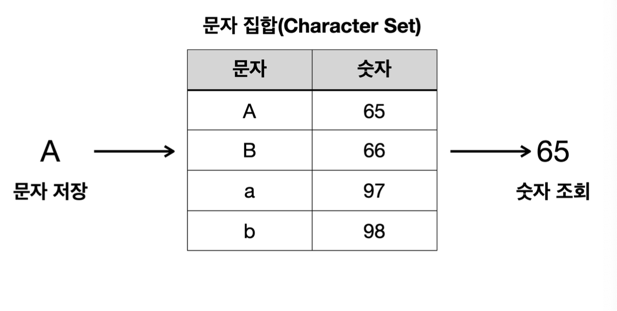 문자 집합(Character Set)
문자 숫자
A 65
B 66
a 97
b 98
A
문자 저장
65
숫자 조회